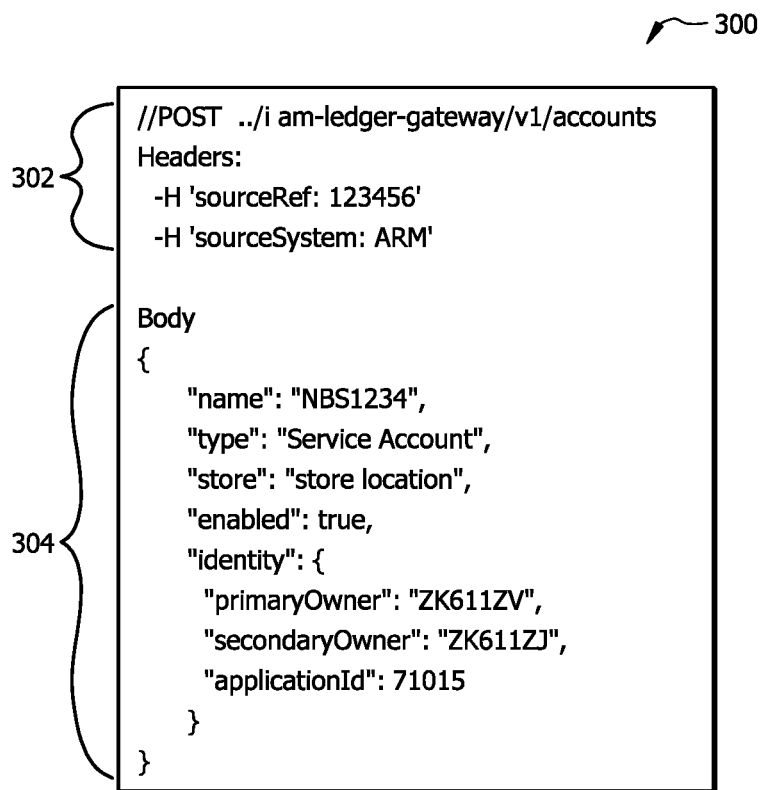 300
//POST ../i am-ledger-gateway/v1/accounts
Headers:
302
-H 'sourceRef: 123456'
-H 'sourceSystem: ARM'
Body
{
"name": "NBS1234",
"type": "Service Account",
"store": "store location",
"enabled": true,
304
"identity": {
"primaryOwner": "ZK611ZV",
"secondaryOwner": "ZK611ZJ",
"applicationId": 71015
}
}